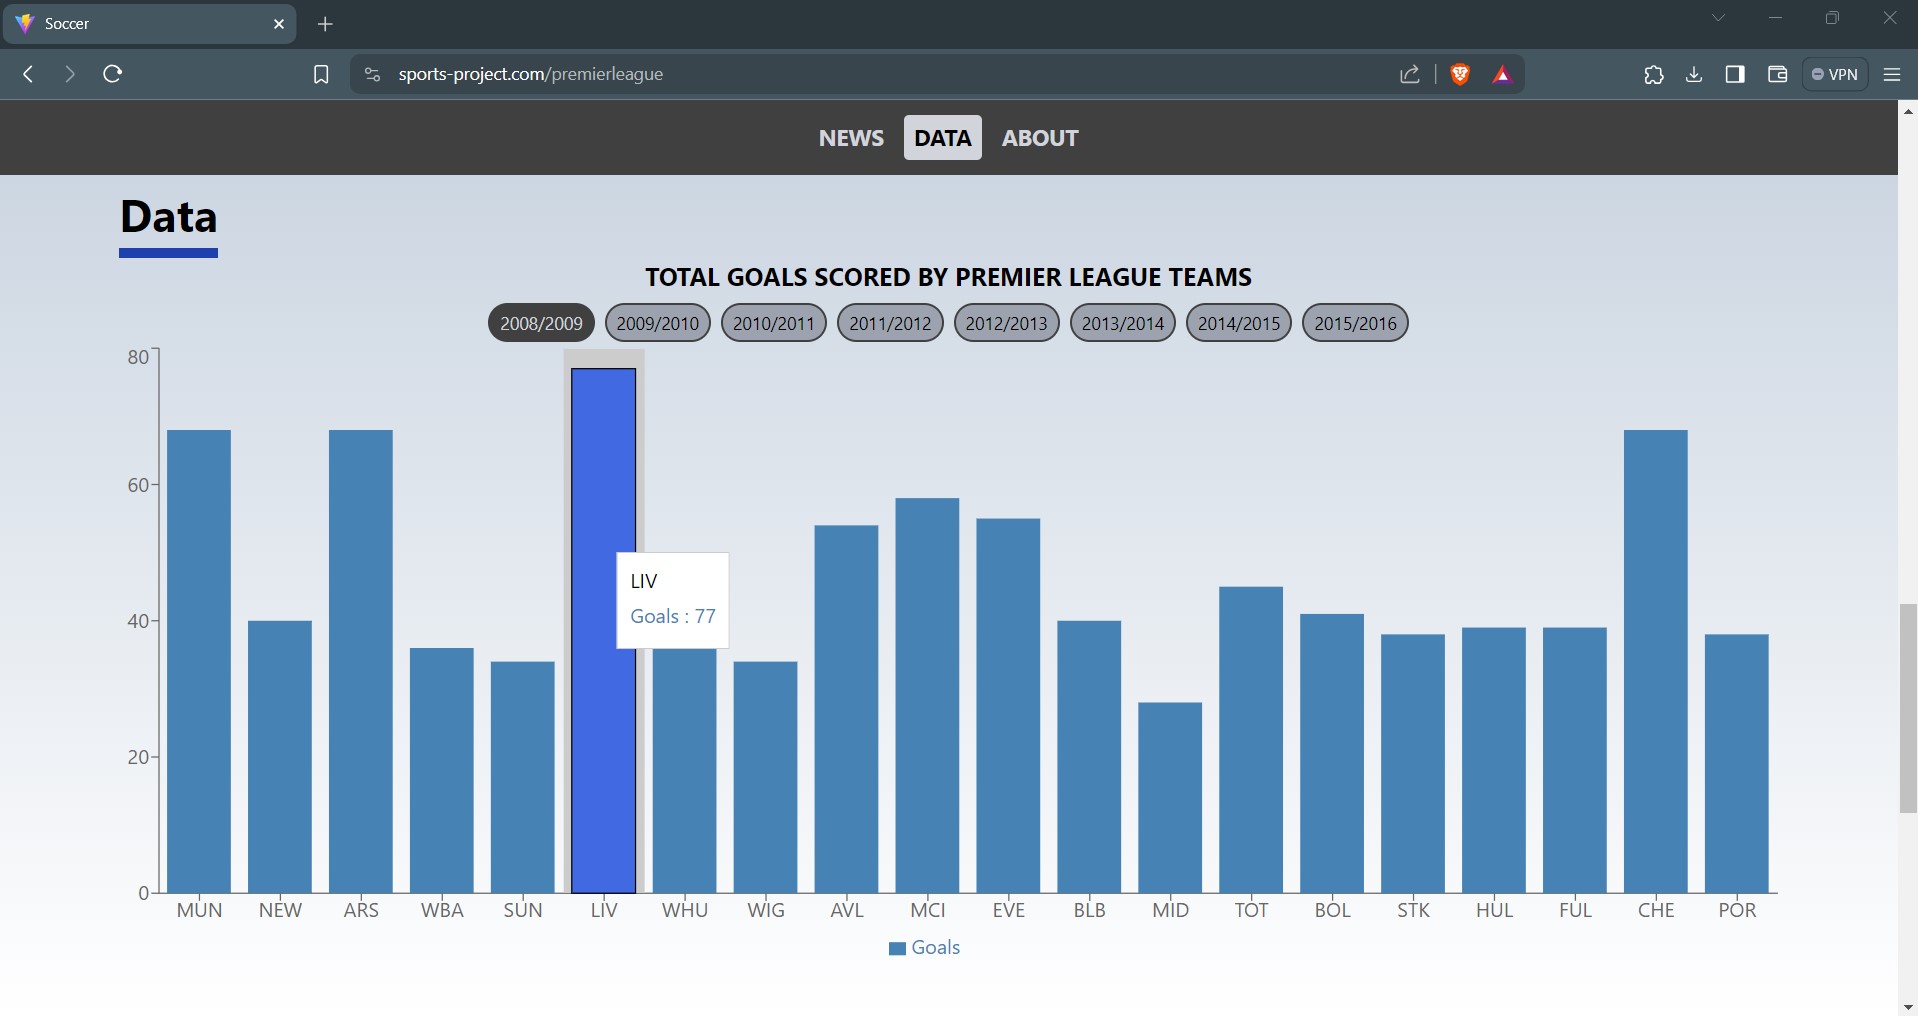 Soccer
sports-project.com/premierleague
VPN
NEWS DATA ABOUT
Data
TOTAL GOALS SCORED BY PREMIER LEAGUE TEAMS
2008/2009 2009/2010 2010/2011 2011/2012 2012/2013 2013/2014 2014/2015 2015/2016
80
60
LIV
Goals : 77
40
20
0
MUN NEW ARS WBA SUN LIV WHU WIG AVL MCI EVE BLB MID TOT BOL STK HUL FUL CHE POR
Goals